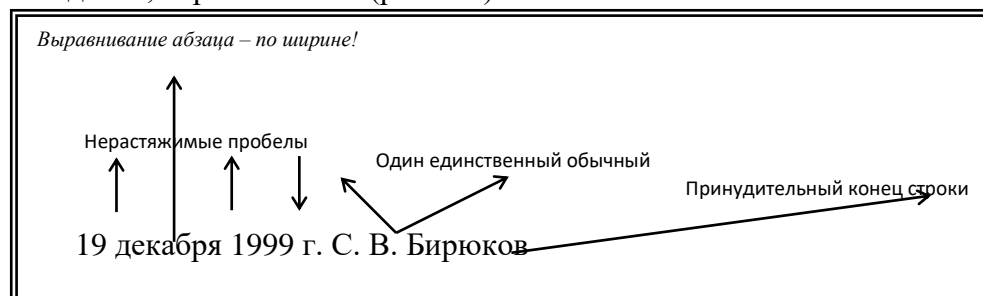 Выравнивание абзаца – по ширине!
Нерастяжимые пробелы
Один единственный обычный
Принудительный конец строки
19 декабря 1999 г. С. В. Бирюков